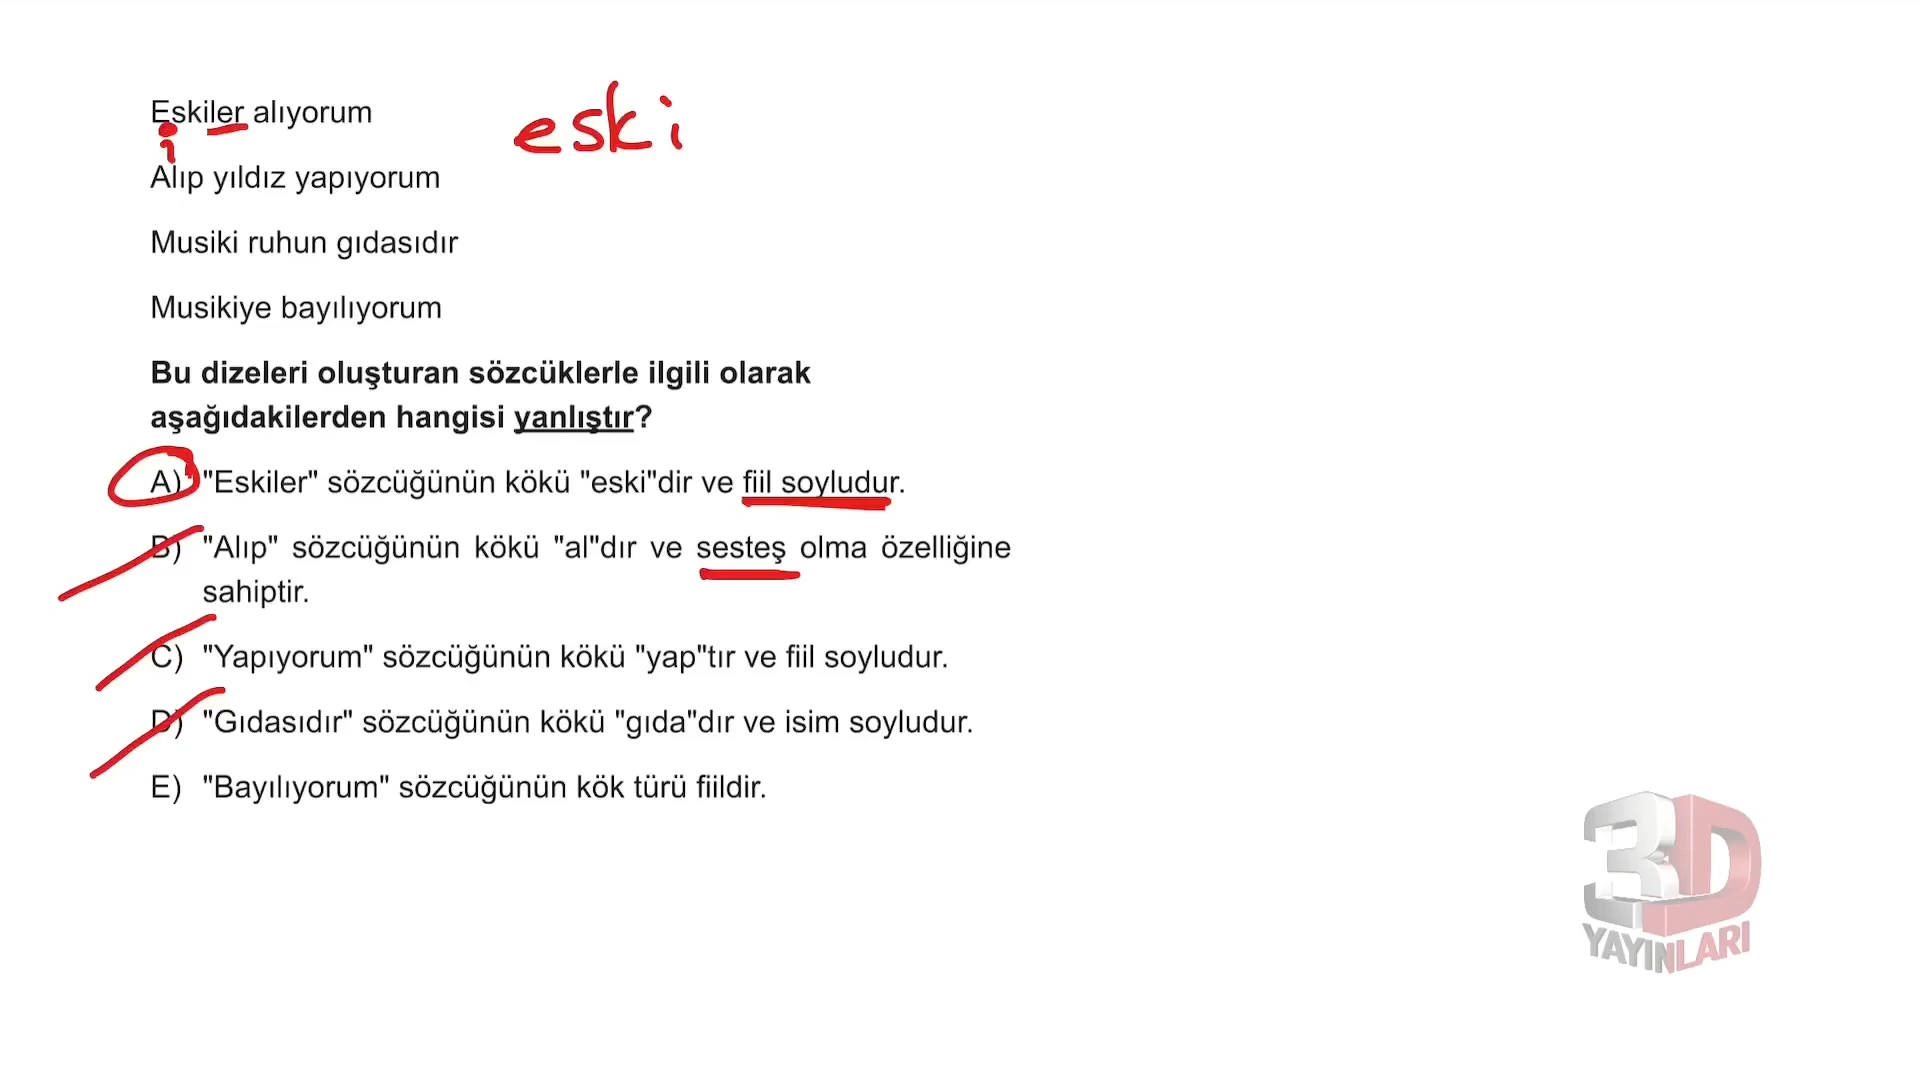 Eskiler alıyorum
eski
i
Alıp yıldız yapıyorum
Musiki ruhun gıdasıdır
Musikiye bayılıyorum
Bu dizeleri oluşturan sözcüklerle ilgili olarak
aşağıdakilerden hangisi yanlıştır?
A) "Eskiler" sözcüğünün kökü "eski"dir ve fiil soyludur.
B) "Alıp" sözcüğünün kökü "al"dır ve sesteş olma özelliğine
sahiptir.
C) "Yapıyorum" sözcüğünün kökü "yap"tır ve fiil soyludur.
D) "Gıdasıdır" sözcüğünün kökü "gıda"dır ve isim soyludur.
E) "Bayılıyorum" sözcüğünün kök türü fiildir.
3D
YAYINLARI